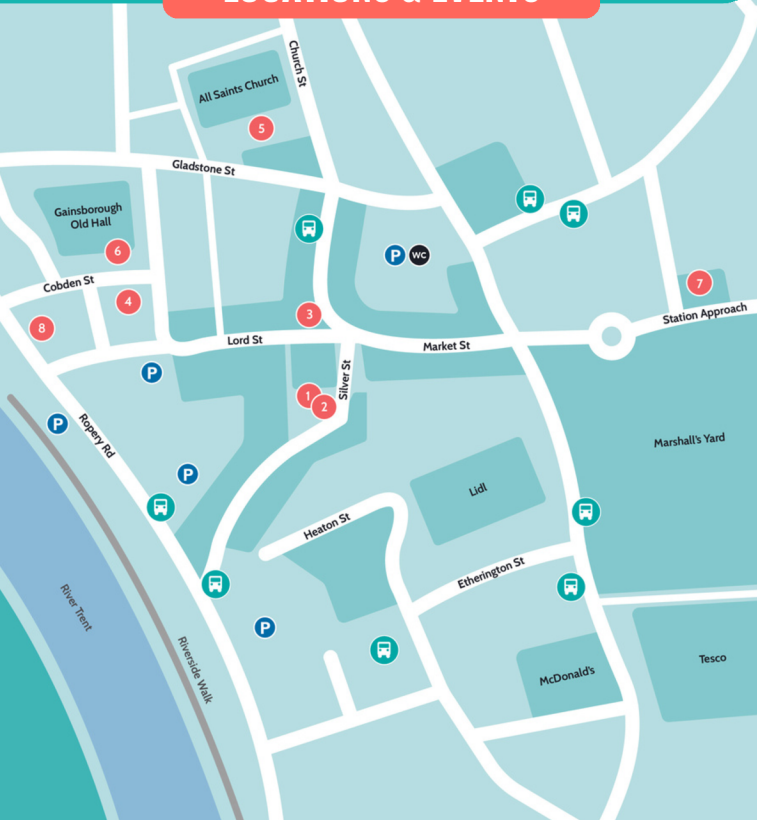 LOCATIONS & EVENTS
Church St
All Saints Church
5
Gladstone St
Gainsborough
Old Hall
6
P
WC
Cobden St
4
7
3
8
Station Approach
Lord St
Market St
Silver St
P
1
2
P
Ropery Rd
Marshall's Yard
P
Lidl
Heaton St
Etherington St
River Trent
P
Riverside Walk
McDonald's
Tesco